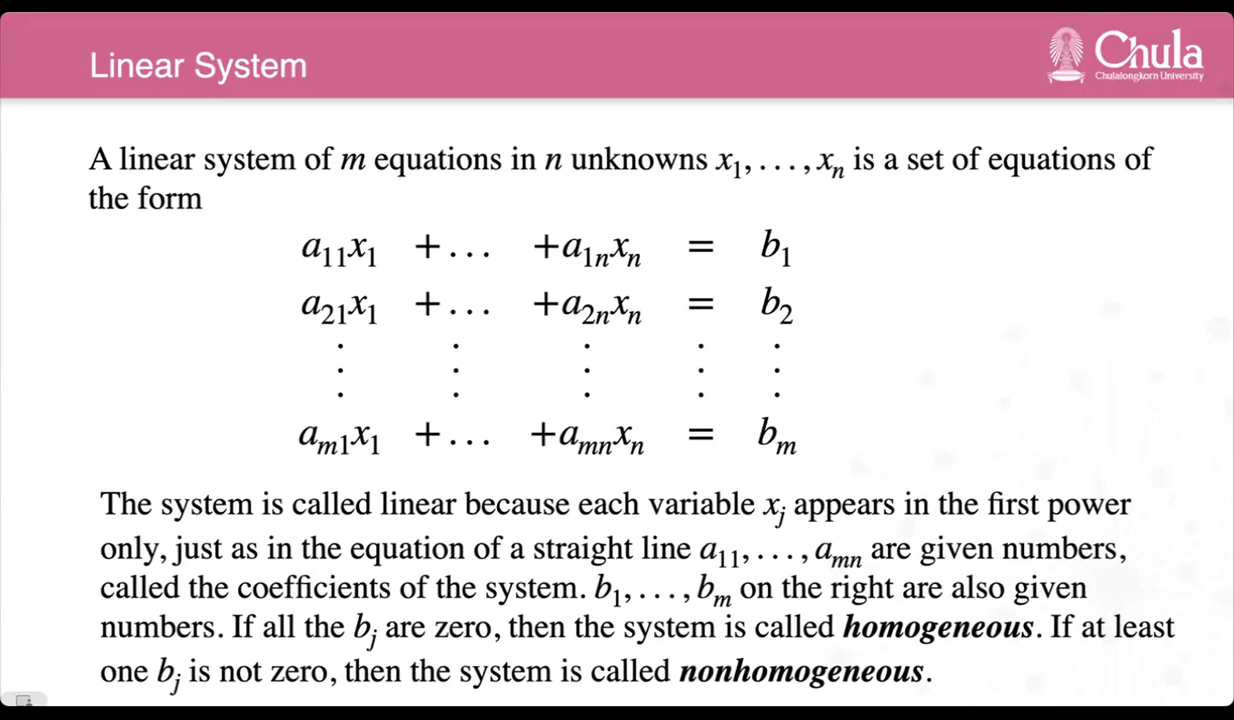 Linear System
Chula
Chulalongkorn University
A linear system of m equations in n unknowns x₁, . . . , xₙ is a set of equations of
the form
a₁₁x₁ + . . . +a₁ₙxₙ = b₁
a₂₁x₁ + . . . +a₂ₙxₙ = b₂
. . . . .
. . . . .
. . . . .
aₘ₁x₁ + . . . +aₘₙxₙ = bₘ
The system is called linear because each variable xⱼ appears in the first power
only, just as in the equation of a straight line a₁₁, . . . , aₘₙ are given numbers,
called the coefficients of the system. b₁, . . . , bₘ on the right are also given
numbers. If all the bⱼ are zero, then the system is called homogeneous. If at least
one bⱼ is not zero, then the system is called nonhomogeneous.